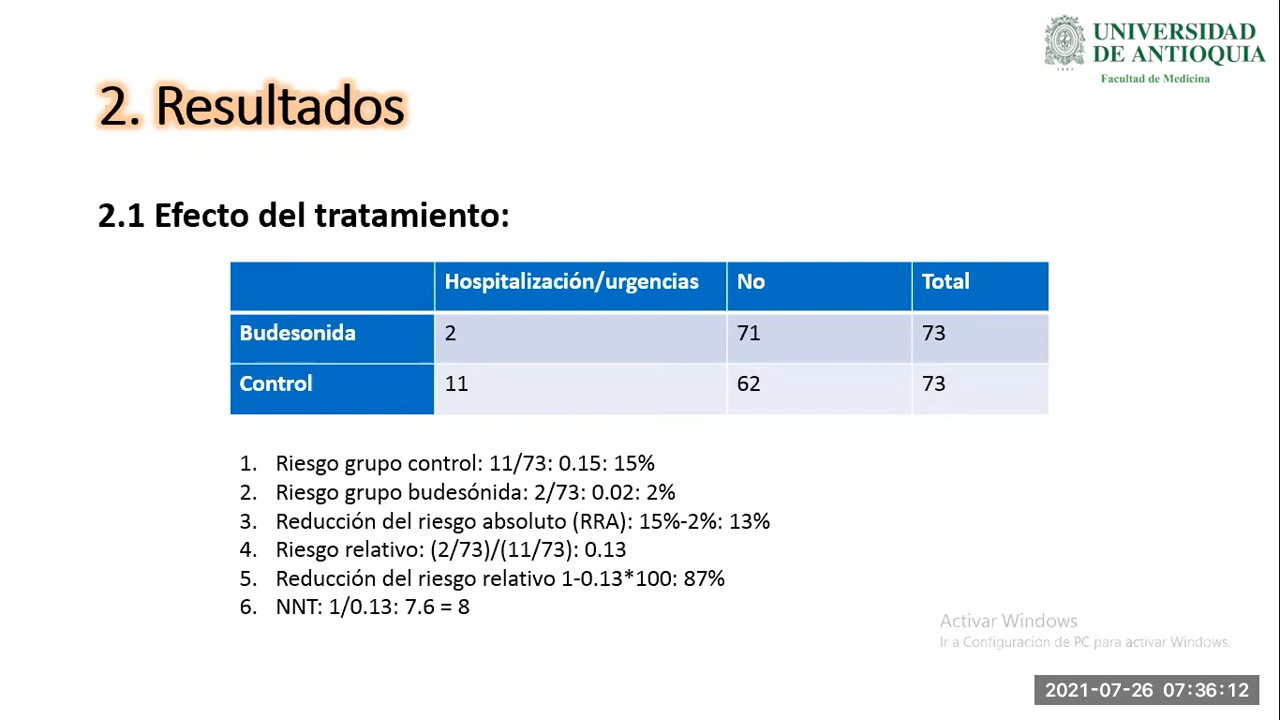 UNIVERSIDAD
DE ANTIOQUIA
Facultad de Medicina
2. Resultados
2.1 Efecto del tratamiento:
Hospitalización/urgencias No Total
Budesonida 2 71 73
Control 11 62 73
1. Riesgo grupo control: 11/73: 0.15: 15%
2. Riesgo grupo budesónida: 2/73: 0.02: 2%
3. Reducción del riesgo absoluto (RRA): 15%-2%: 13%
4. Riesgo relativo: (2/73)/(11/73): 0.13
5. Reducción del riesgo relativo 1-0.13*100: 87%
6. NNT: 1/0.13: 7.6 = 8
Activar Windows
Ir a Configuración de PC para activar Windows.
2021-07-26 07:36:12